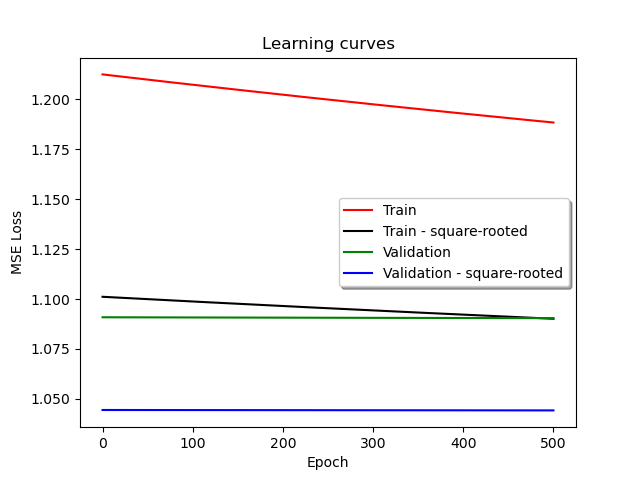 Learning curves
MSE Loss
1.200
1.175
1.150
1.125
1.100
1.075
1.050
Train
Train - square-rooted
Validation
Validation - square-rooted
0
100
200
300
400
500
Epoch